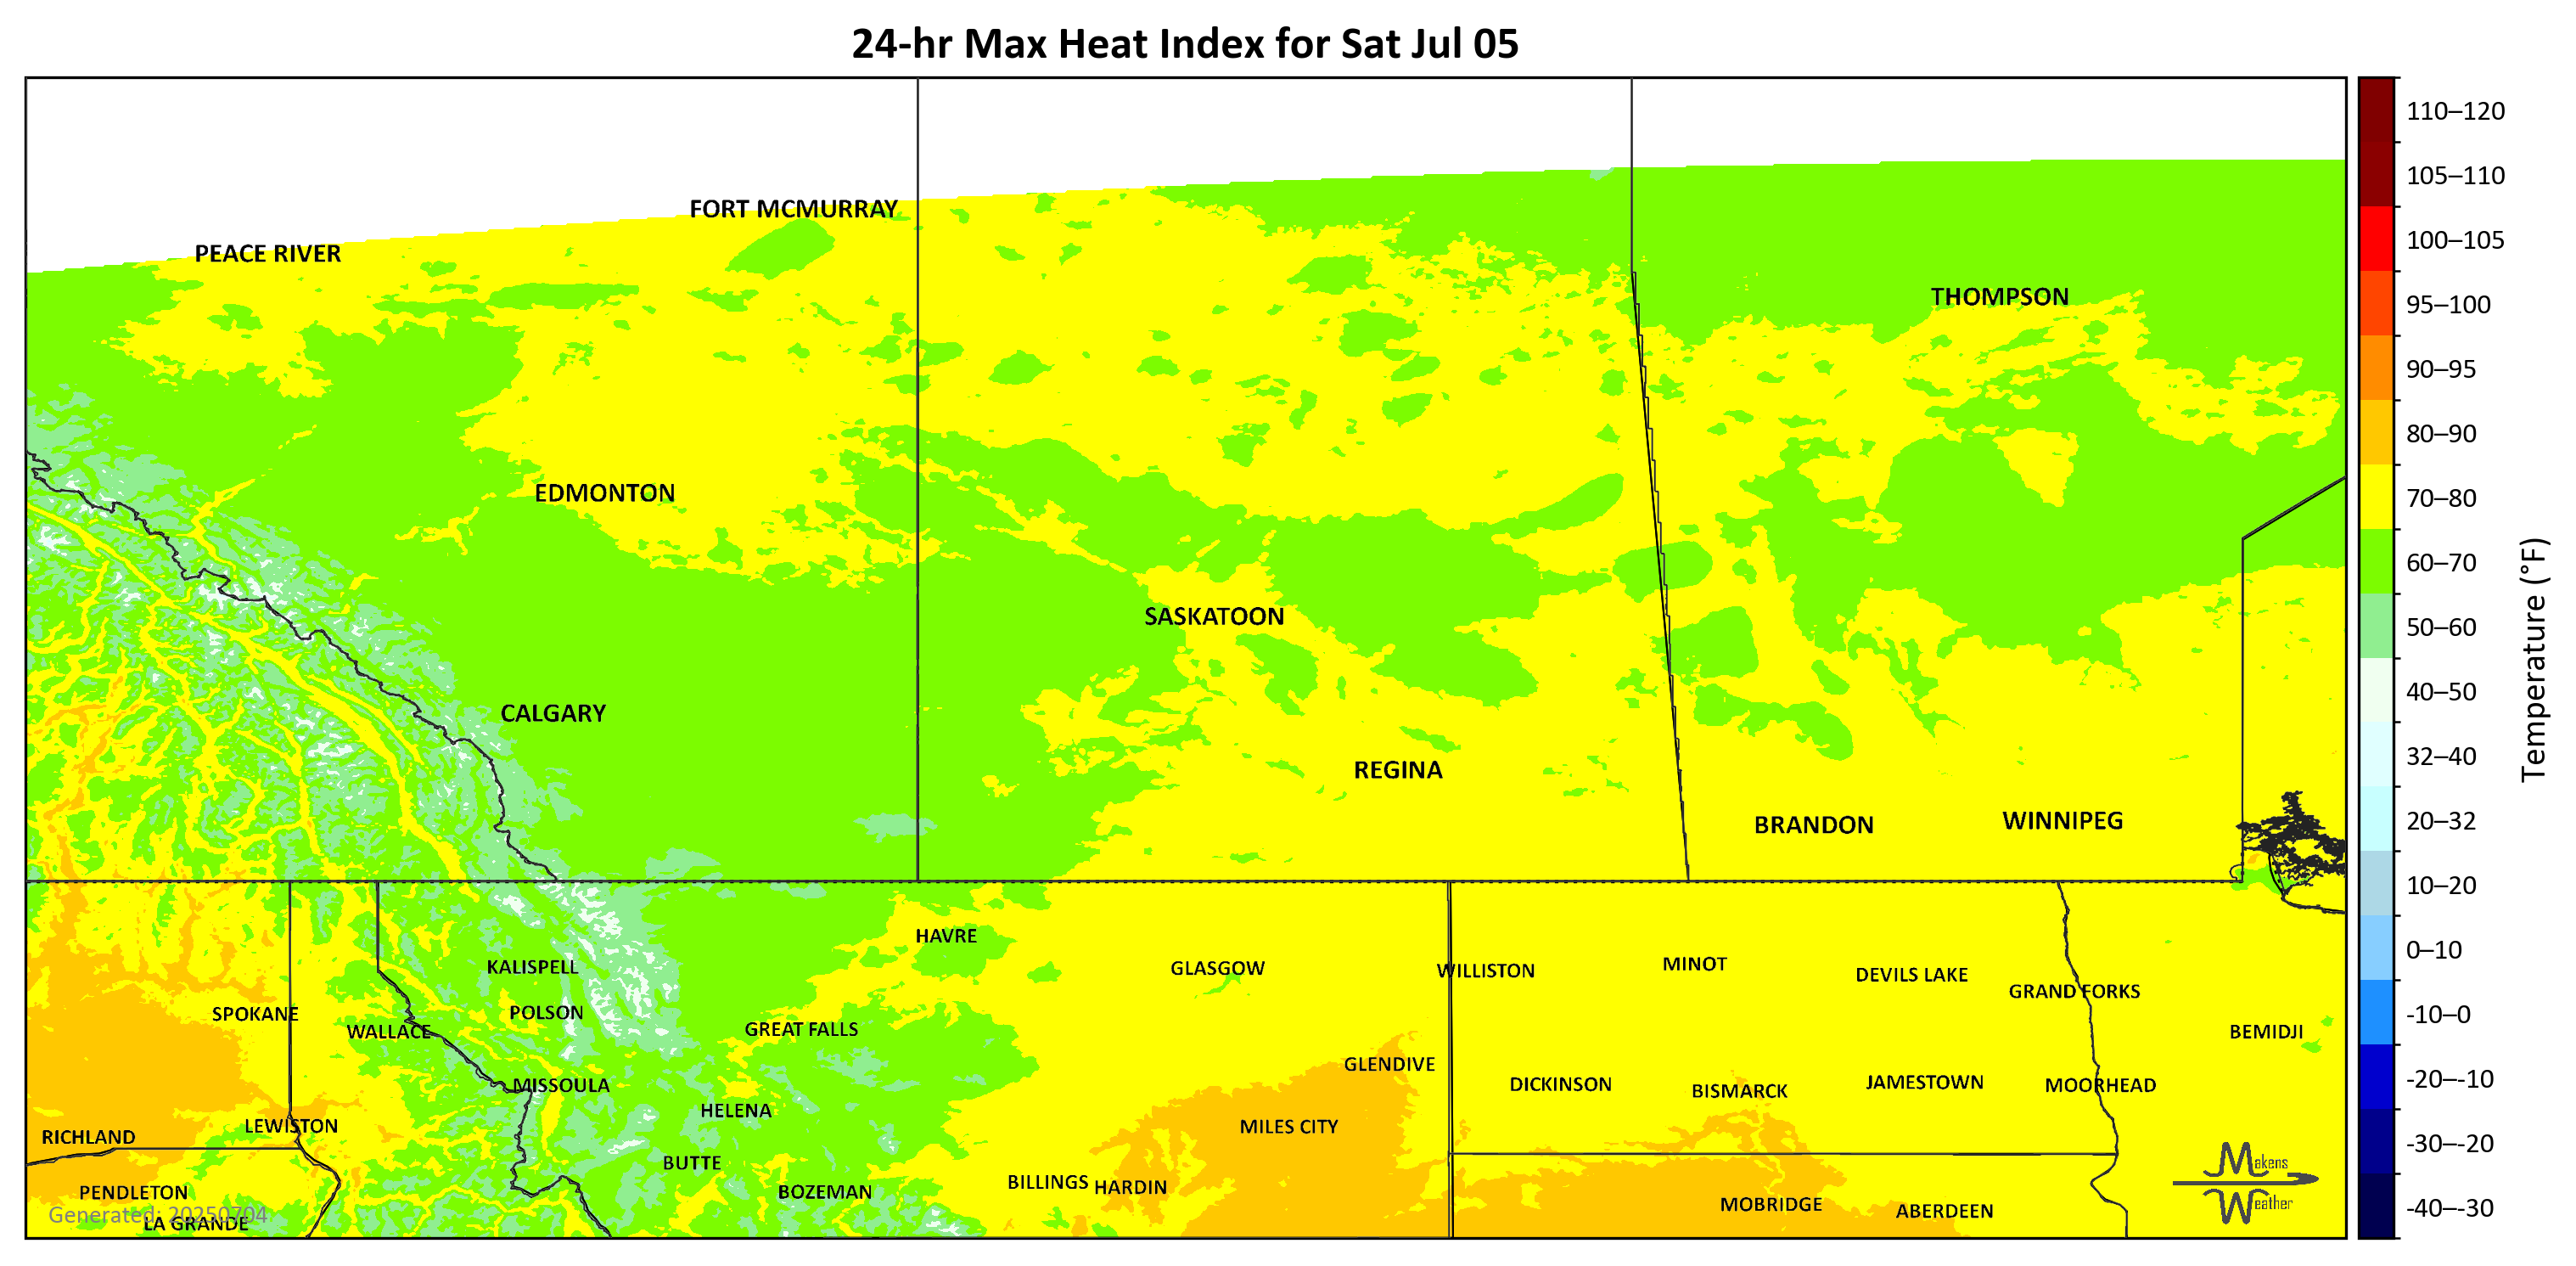 24-hr Max Heat Index for Sat Jul 05
110–120
105–110
FORT MCMURRAY
100–105
PEACE RIVER
THOMPSON
95–100
90–95
80–90
EDMONTON
70–80
60–70
SASKATOON
50–60
Temperature (°F)
CALGARY
40–50
REGINA
32–40
BRANDON
WINNIPEG
20–32
10–20
HAVRE
KALISPELL
GLASGOW
WILLISTON
MINOT
DEVILS LAKE
0–10
GRAND FORKS
SPOKANE
POLSON
-10–0
WALLACE
GREAT FALLS
BEMIDJI
GLENDIVE
MISSOULA
DICKINSON
BISMARCK
JAMESTOWN
MOORHEAD
-20–-10
HELENA
LEWISTON
MILES CITY
RICHLAND
-30–-20
BUTTE
Makens
Weather
PENDLETON
BOZEMAN
BILLINGS
HARDIN
MOBRIDGE
ABERDEEN
-40–-30
Generated: 20250704
LA GRANDE